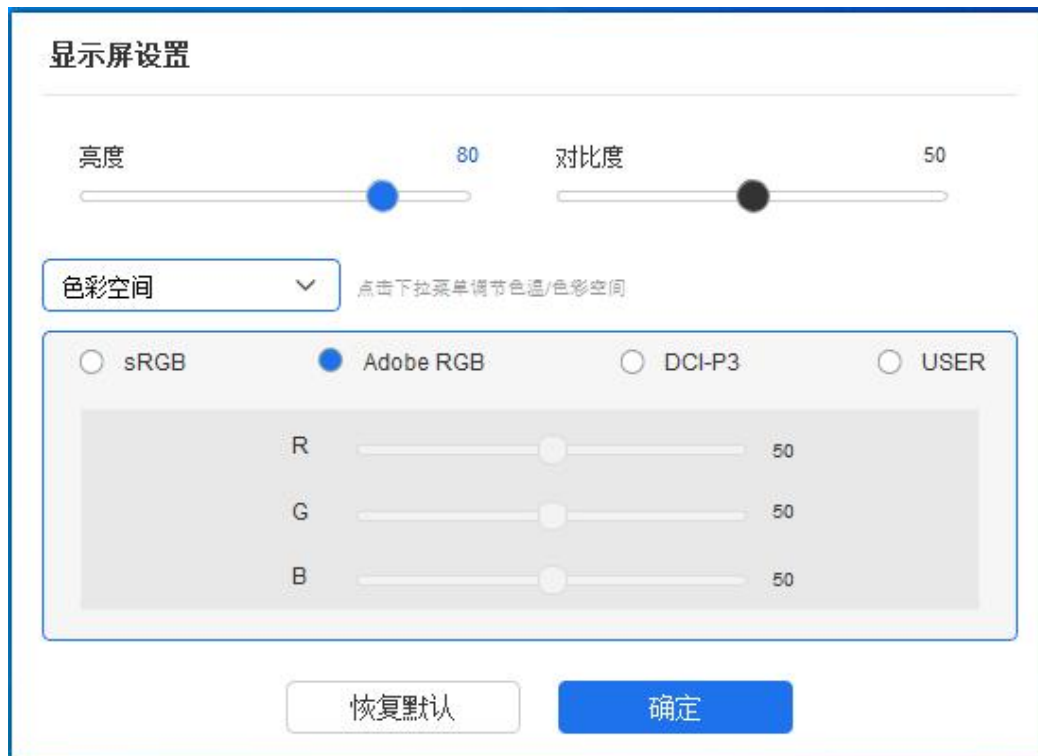 显示屏设置
亮度 80 对比度 50
色彩空间 点击下拉菜单调节色温/色彩空间
sRGB Adobe RGB DCI-P3 USER
R 50
G 50
B 50
恢复默认 确定